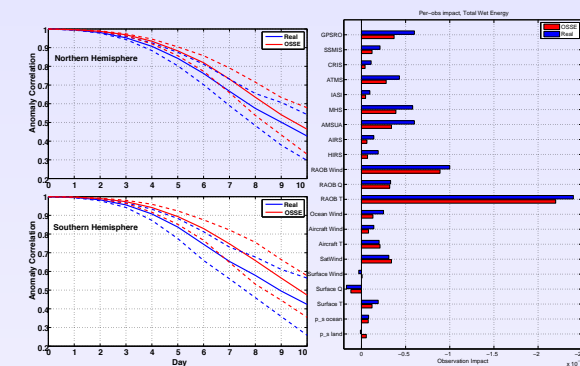 1
0.9
0.8
0.7
0.6
0.5
0.4
0.3
0.2
Anomaly Correlation
Northern Hemisphere
Real
OSSE
0 1 2 3 4 5 6 7 8 9 10
1
0.9
0.8
0.7
0.6
0.5
0.4
0.3
0.2
Anomaly Correlation
Southern Hemisphere
Real
OSSE
0 1 2 3 4 5 6 7 8 9 10
Day
Per-obs impact, Total Wet Energy
OSSE
Real
GPSRO
SSMIS
CRIS
ATMS
IASI
MHS
AMSUA
AIRS
HIRS
RAOB Wind
RAOB Q
RAOB T
Ocean Wind
Aircraft Wind
Aircraft T
SatWind
Surface Wind
Surface Q
Surface T
p_s ocean
p_s land
0 −0.5 −1 −1.5 −2
Observation Impact